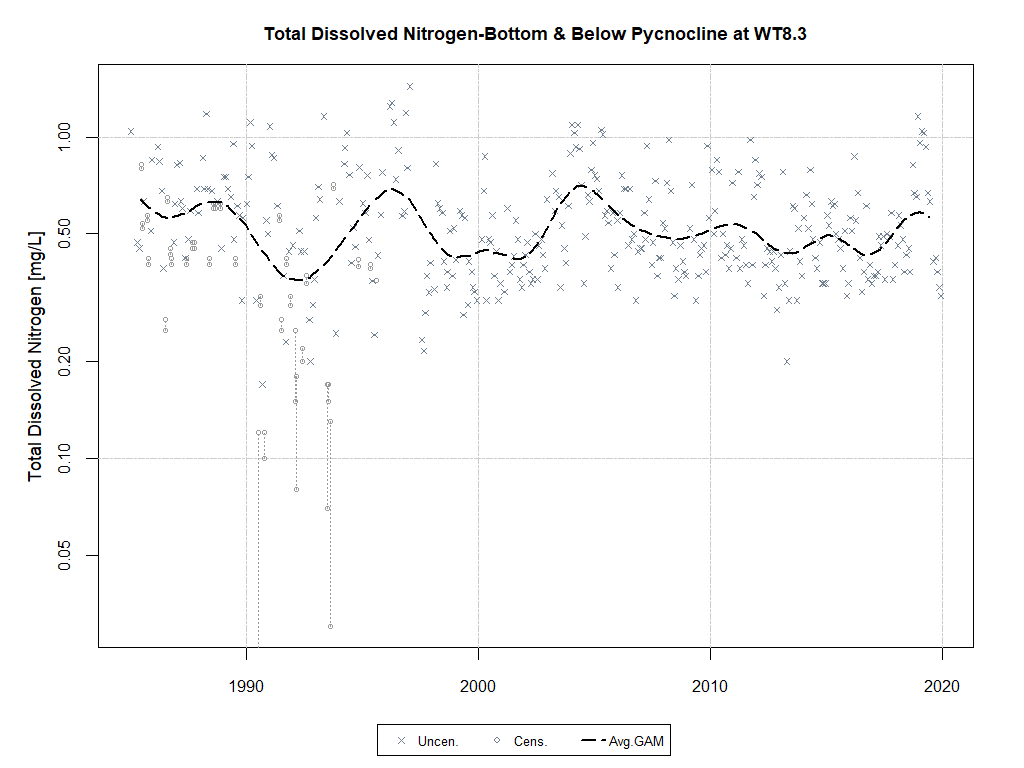 Total Dissolved Nitrogen-Bottom & Below Pycnocline at WT8.3
Total Dissolved Nitrogen [mg/L]
1.00
0.50
0.20
0.10
0.05
1990 2000 2010 2020
Uncen. Cens. Avg.GAM